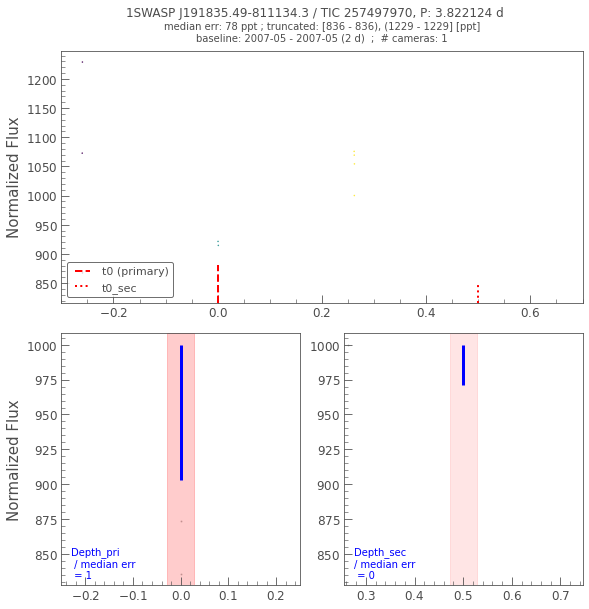 1SWASP J191835.49-811134.3 / TIC 257497970, P: 3.822124 d
median err: 78 ppt ; truncated: [836 - 836), (1229 - 1229] [ppt]
baseline: 2007-05 - 2007-05 (2 d)  ;  # cameras: 1
Normalized Flux
1200
1150
1100
1050
1000
950
900
850
t0 (primary)
t0_sec
−0.2 0.0 0.2 0.4 0.6
Normalized Flux
1000
975
950
925
900
875
850
Depth_pri
/ median err
= 1
−0.2 −0.1 0.0 0.1 0.2
1000
975
950
925
900
875
850
Depth_sec
/ median err
= 0
0.3 0.4 0.5 0.6 0.7